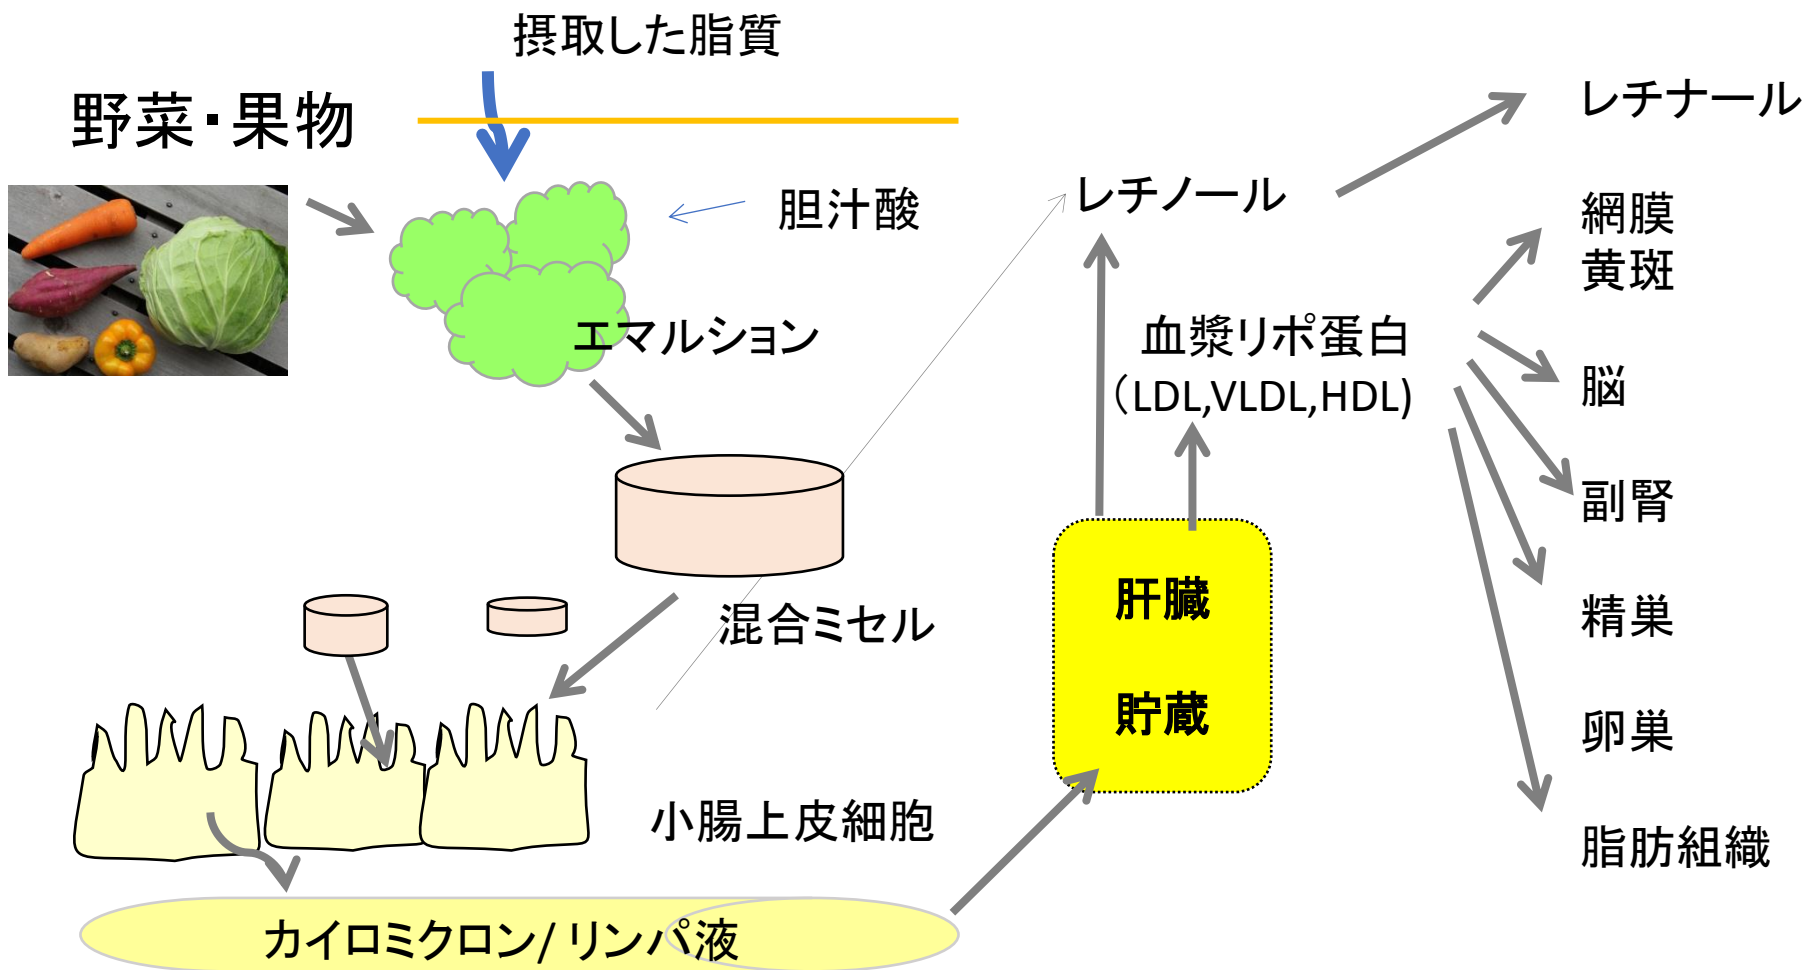 摂取した脂質
野菜・果物
胆汁酸
エマルション
混合ミセル
小腸上皮細胞
カイロミクロン/リンパ液
肝臓
貯蔵
レチノール
血漿リポ蛋白
(LDL,VLDL,HDL)
レチナール
網膜
黄斑
脳
副腎
精巣
卵巣
脂肪組織